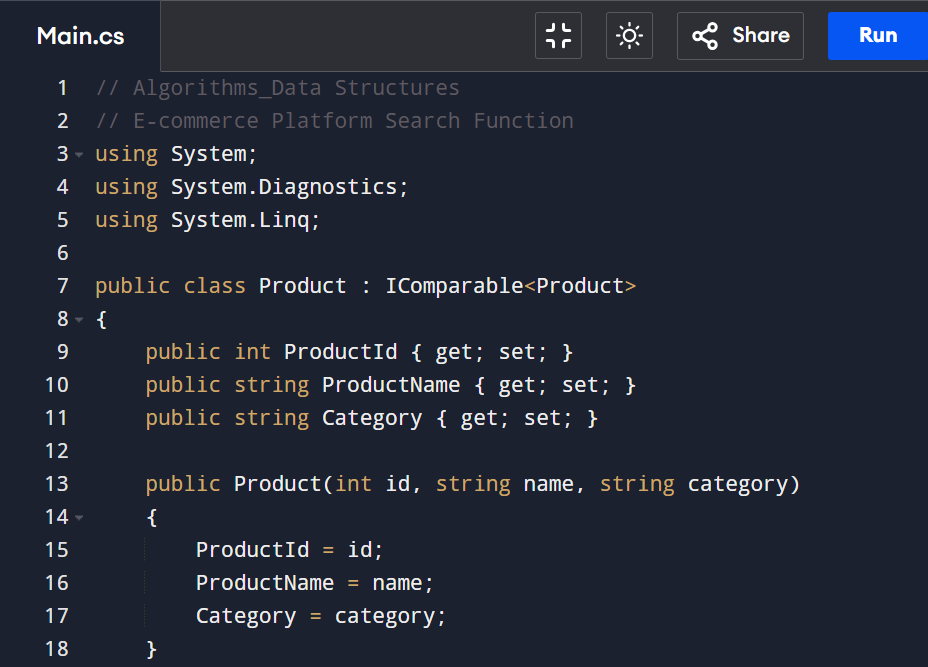 Main.cs
Share
Run
1 // Algorithms_Data Structures
2 // E-commerce Platform Search Function
3 using System;
4 using System.Diagnostics;
5 using System.Linq;
6
7 public class Product : IComparable<Product>
8 {
9     public int ProductId { get; set; }
10     public string ProductName { get; set; }
11     public string Category { get; set; }
12
13     public Product(int id, string name, string category)
14     {
15         ProductId = id;
16         ProductName = name;
17         Category = category;
18     }